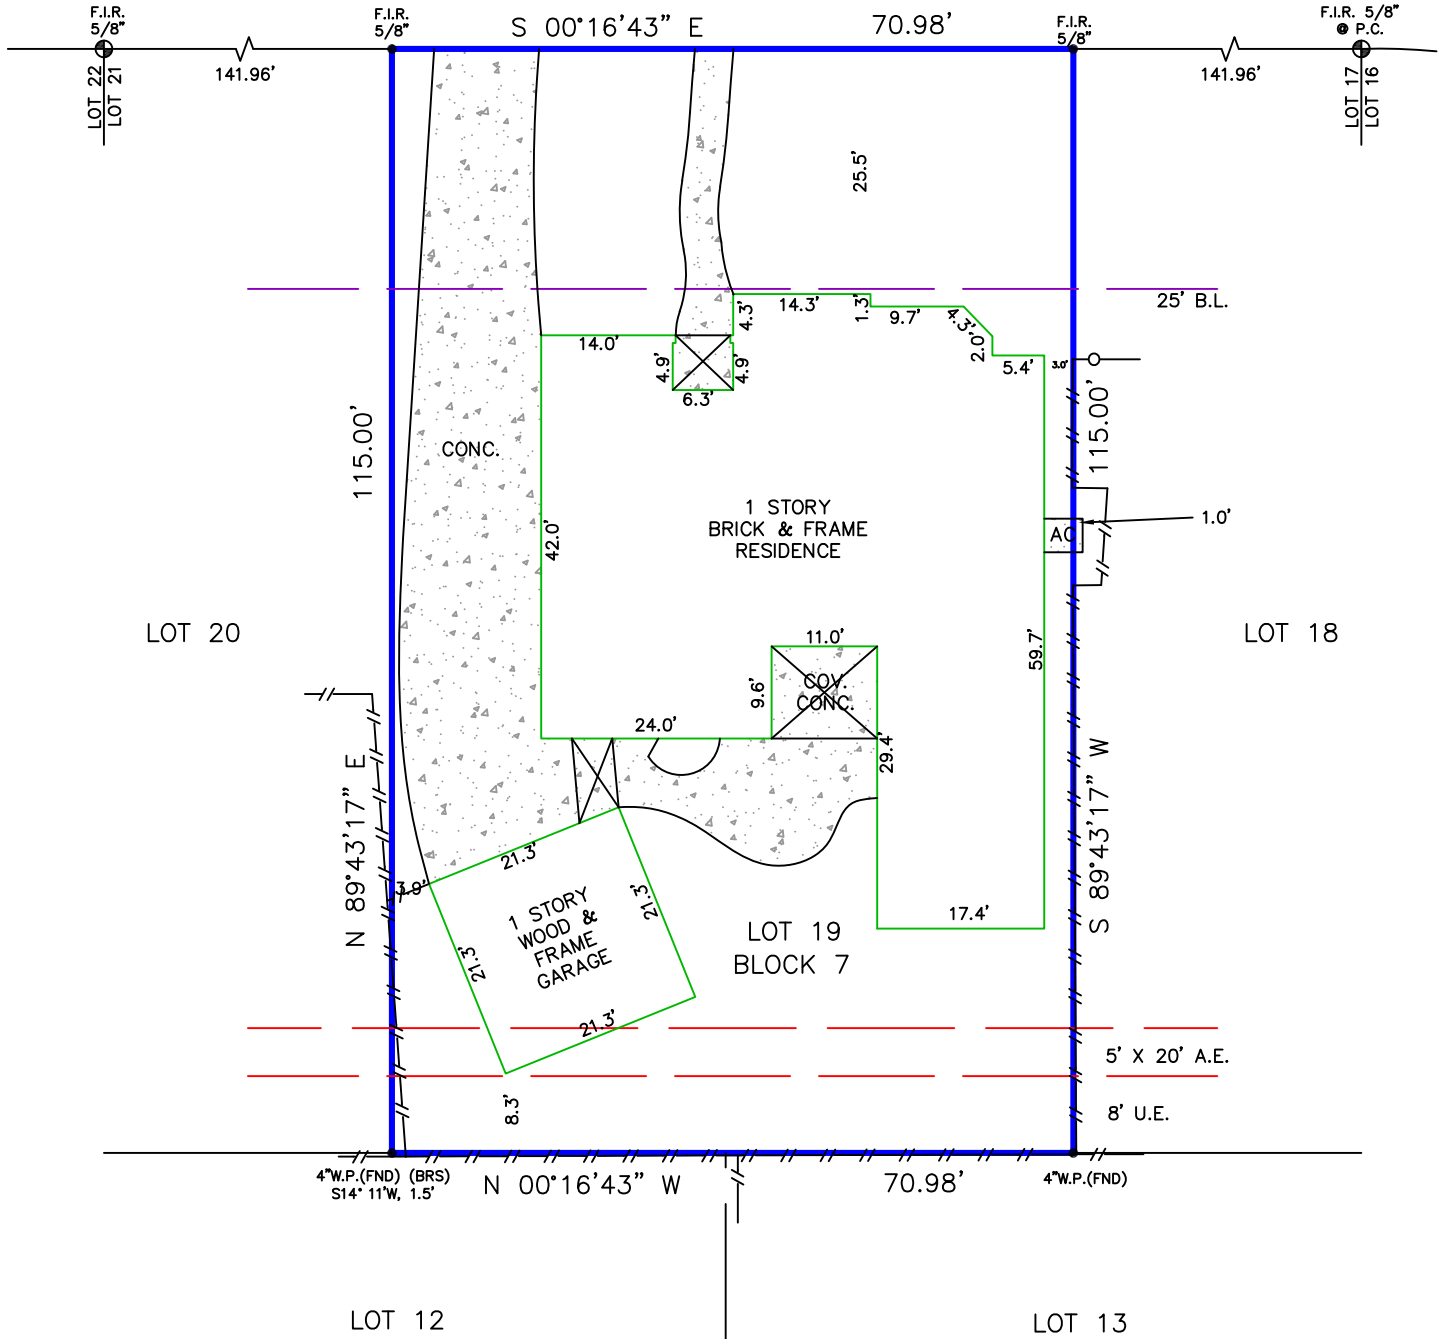 F.I.R.
5/8"
F.I.R.
5/8"
S 00°16'43" E
70.98'
F.I.R.
5/8"
F.I.R. 5/8"
@ P.C.
141.96'
141.96'
LOT 22
LOT 21
LOT 17
LOT 16
25.5'
25' B.L.
14.3'
1.3'
9.7'
4.3'
2.0'
5.4'
3.0'
4.3'
14.0'
4.9'
4.9'
6.3'
115.00'
115.00'
CONC.
42.0'
1 STORY
BRICK & FRAME
RESIDENCE
AC
1.0'
LOT 20
LOT 18
59.7'
11.0'
COV.
CONC.
9.6'
24.0'
29.4'
N 89°43'17" E
S 89°43'17" W
21.3'
3.9'
1 STORY
WOOD &
FRAME
GARAGE
21.3'
21.3'
21.3'
17.4'
LOT 19
BLOCK 7
5' X 20' A.E.
8.3'
8' U.E.
4"W.P.(FND) (BRS)
S14° 11'W, 1.5'
N 00°16'43" W
70.98'
4"W.P.(FND)
LOT 12
LOT 13